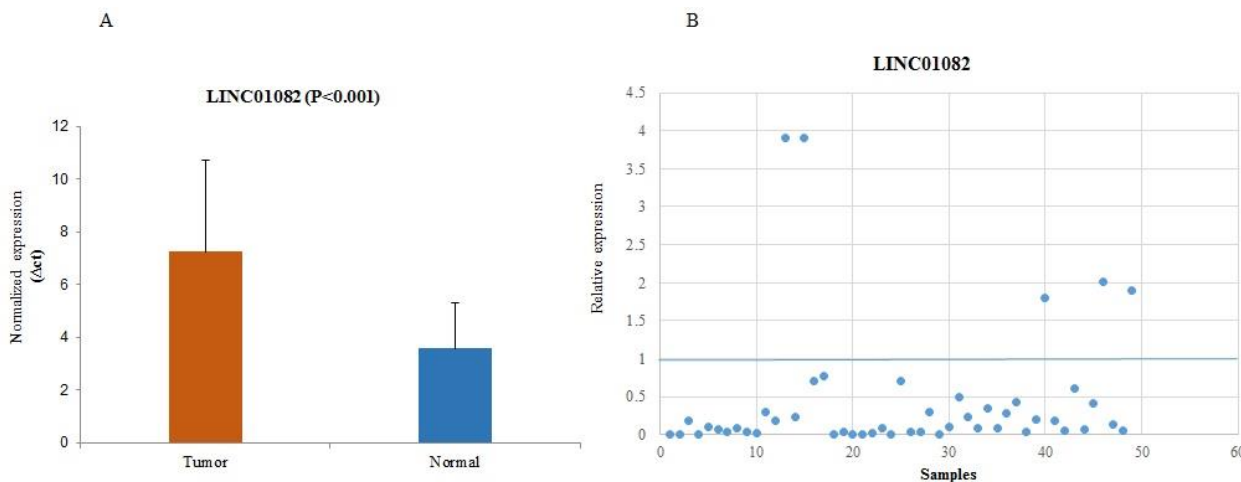 A
LINC01082 (P<0.001)
Normalized expression
(Δct)
12
10
8
6
4
2
0
Tumor Normal
B
LINC01082
Relative expression
4.5
4
3.5
3
2.5
2
1.5
1
0.5
0
0 10 20 30 40 50 60
Samples